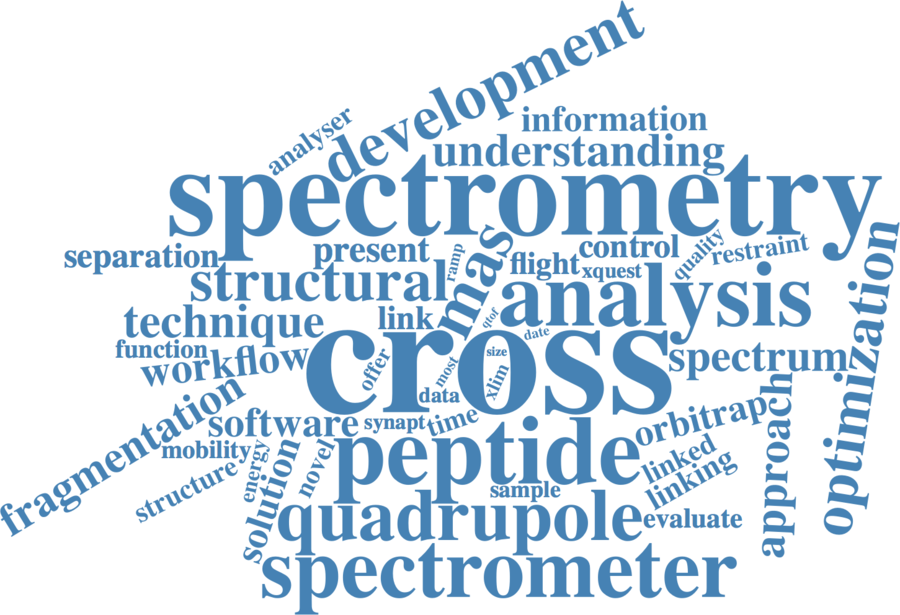 development
analyser
information
understanding
spectrometry
separation
present
ramp
mas
flight
control
xquest
quality
restraint
structural
analysis
optimization
technique
link
qtof
date
function
workflow
cross
offer
most
size
xlim
spectrum
data
fragmentation
software
synapt
time
orbitrap
approach
mobility
energy
novel
peptide
linked
linking
structure
solution
sample
quadrupole
evaluate
spectrometer